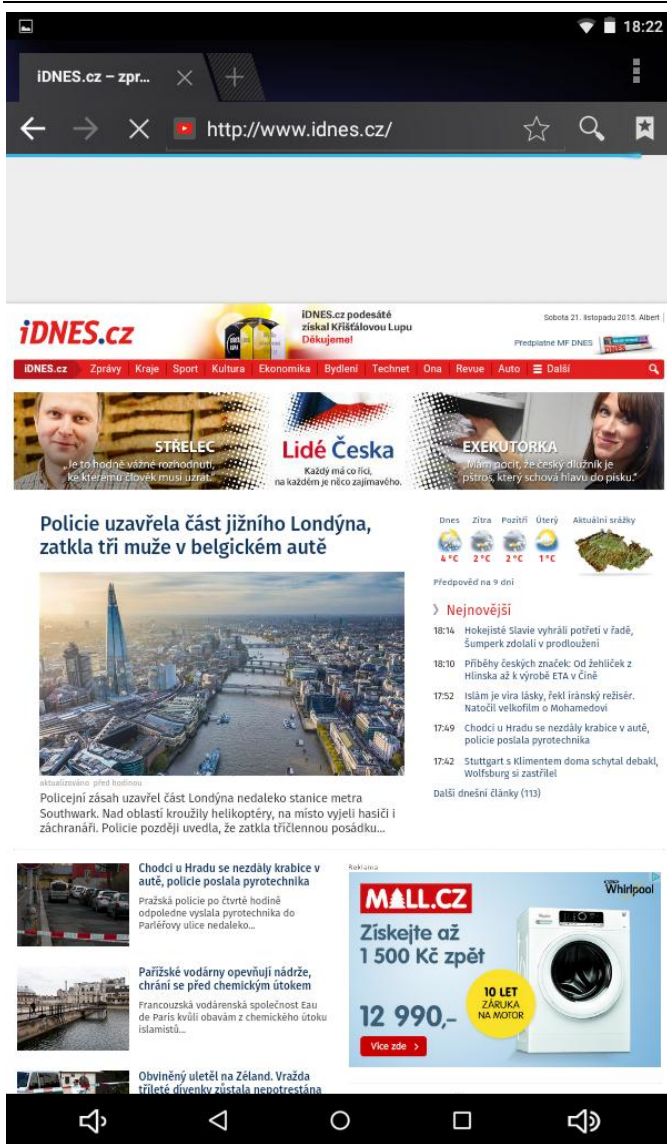 18:22
iDNES.cz – zpr...
http://www.idnes.cz/
iDNES.cz
iDNES.cz podesáté
získal Křišťálovou Lupu
Děkujeme!
Sobota 21. listopadu 2015. Albert
Předplatne MF DNES
iDNES.cz Zprávy Kraje Sport Kultura Ekonomika Bydlení Technet Ona Revue Auto Další
STŘELEC
„Je to hodně vážné rozhodnutí,
ke kterému člověk musí uzrát.“
Lidé Česka
Každý má co říci,
na každém je něco zajímavého.
EXEKUTORKA
„Mám pocit, že český dlužník je
pštros, který schová hlavu do písku.“
Policie uzavřela část jižního Londýna,
zatkla tři muže v belgickém autě
aktualizováno před hodinou
Policejní zásah uzavřel část Londýna nedaleko stanice metra
Southwark. Nad oblastí kroužily helikoptéry, na místo vyjeli hasiči i
záchranáři. Policie později uvedla, že zatkla tříčlennou posádku...
Dnes Zítra Pozítří Úterý Aktuální srážky
4 °C 2 °C 2 °C 1 °C
Předpověď na 9 dní
Nejnovější
18:14 Hokejisté Slavie vyhráli potřetí v řadě,
Šumperk zdolali v prodloužení
18:10 Příběhy českých značek: Od žehliček z
Hlinska až k výrobě ETA v Číně
17:52 Islám je víra lásky, řekl íránský režisér.
Natočil velkofilm o Mohamedovi
17:49 Chodci u Hradu se nezdály krabice v autě,
policie poslala pyrotechnika
17:42 Stuttgart s Klimentem doma schytal debakl,
Wolfsburg si zastřílel
Další dnešní články (113)
Chodci u Hradu se nezdály krabice v
autě, policie poslala pyrotechnika
Pražská policie po čtvrté hodině
odpoledne vyslala pyrotechnika do
Parléřovy ulice nedaleko...
Pařížské vodárny opevňují nádrže,
chrání se před chemickým útokem
Francouzská vodárenská společnost Eau
de Paris kvůli obavám z chemického útoku
islamistů...
Obviněný uletěl na Zéland. Vražda
tříleté dívenky zůstala nepotrestána
Reklama
MALL.CZ
Whirlpool
Získejte až
1 500 Kč zpět
10 LET
ZÁRUKA
NA MOTOR
12 990,-
Více zde >